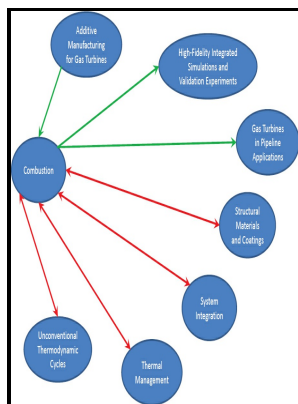 Additive
Manufacturing
for Gas Turbines
High-Fidelity Integrated
Simulations and
Validation Experiments
Gas Turbines
in Pipeline
Applications
Combustion
Structural
Materials
and Coatings
System
Integration
Unconventional
Thermodynamic
Cycles
Thermal
Management